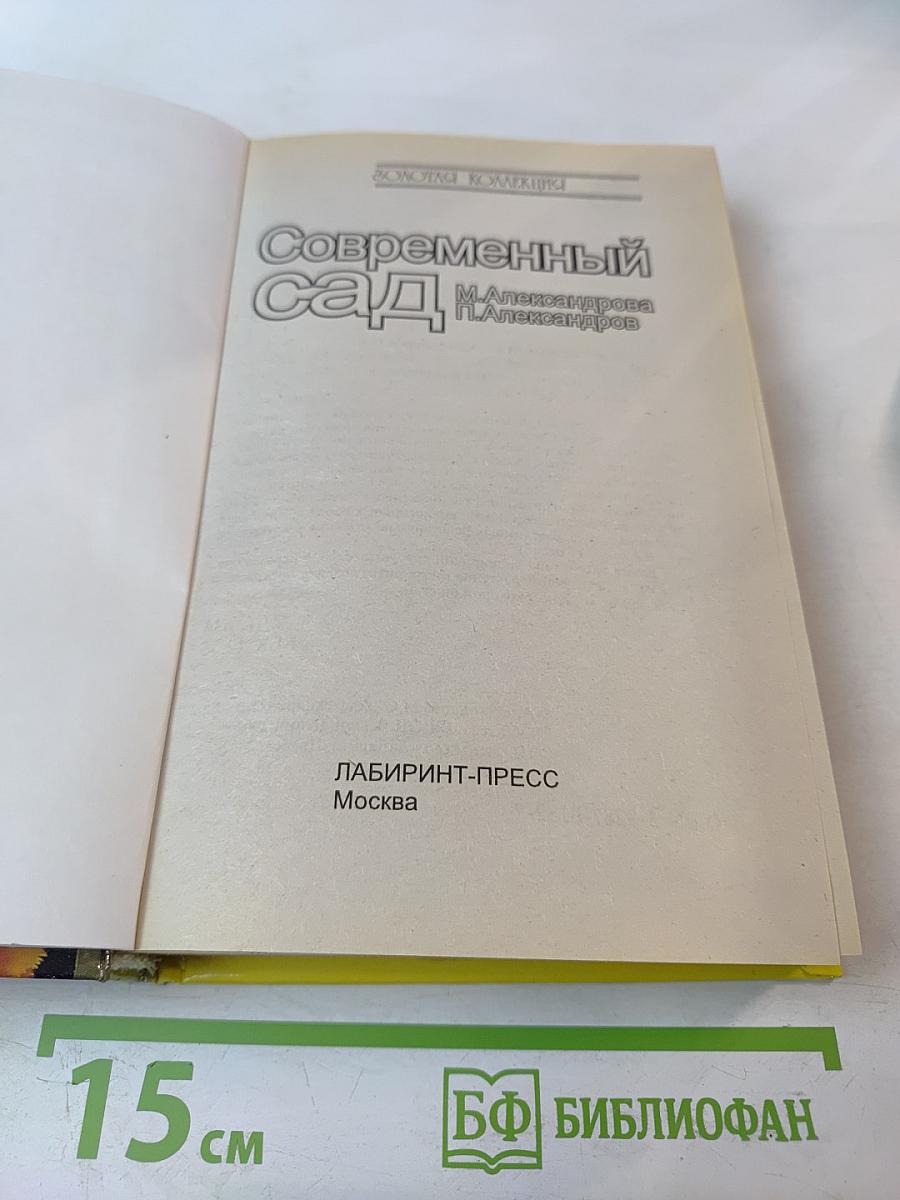 ЗОЛОТАЯ КОЛЛЕКЦИЯ
Современный
сад
М.Александрова
П.Александров
ЛАБИРИНТ-ПРЕСС
Москва
15 см
БФ БИБЛИОФАН